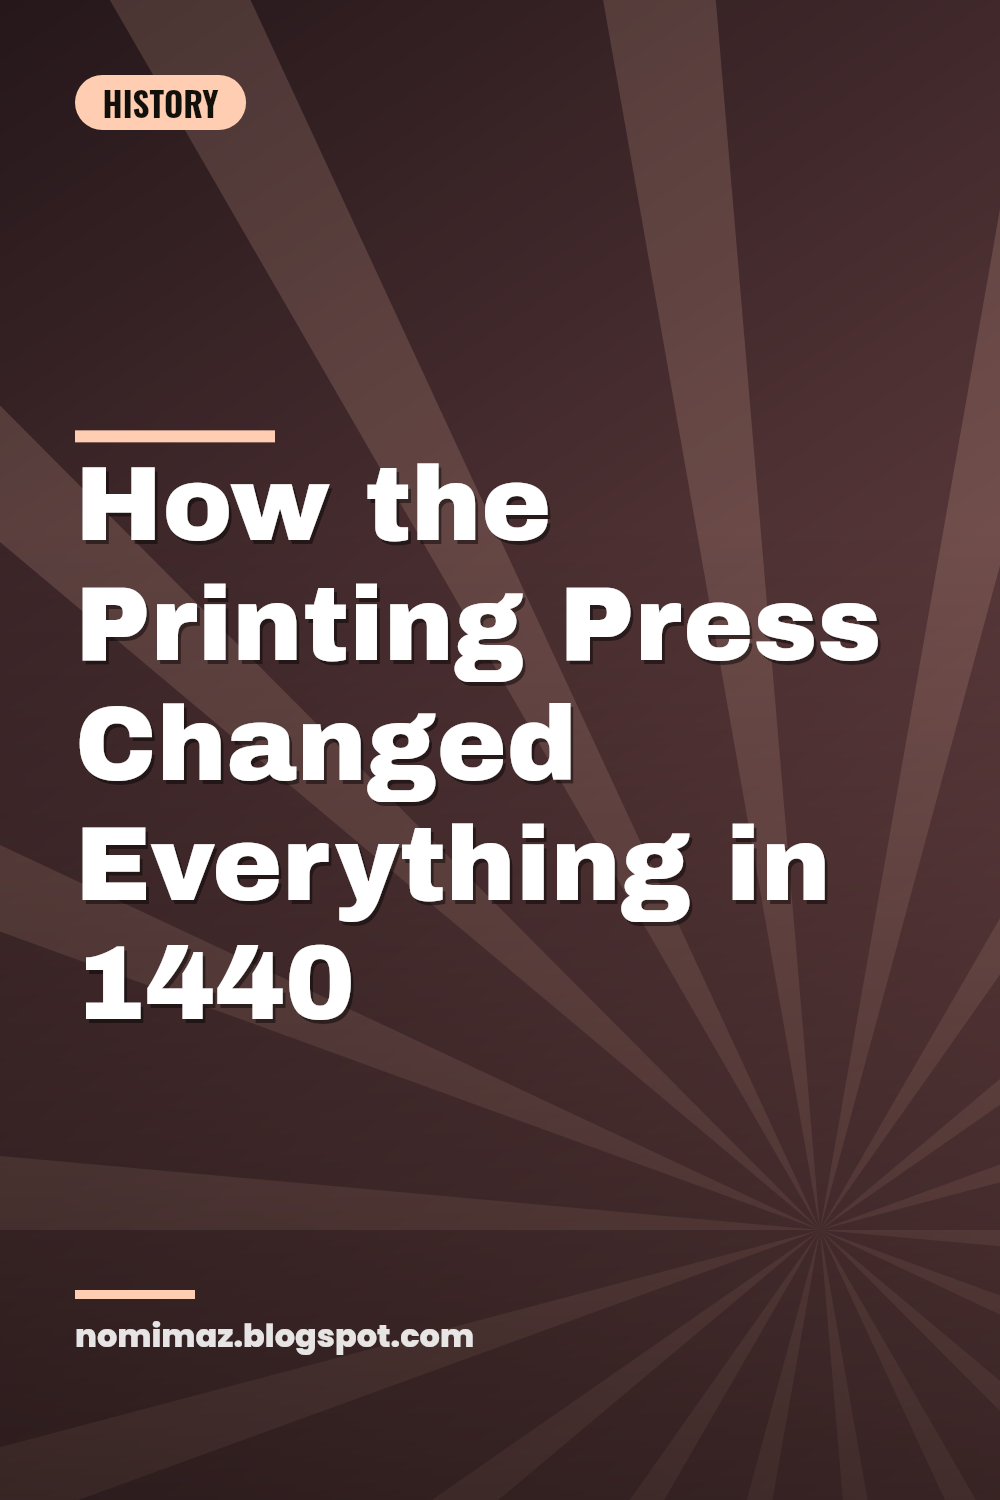 HISTORY
How the
Printing Press
Changed
Everything in
1440
nomimaz.blogspot.com